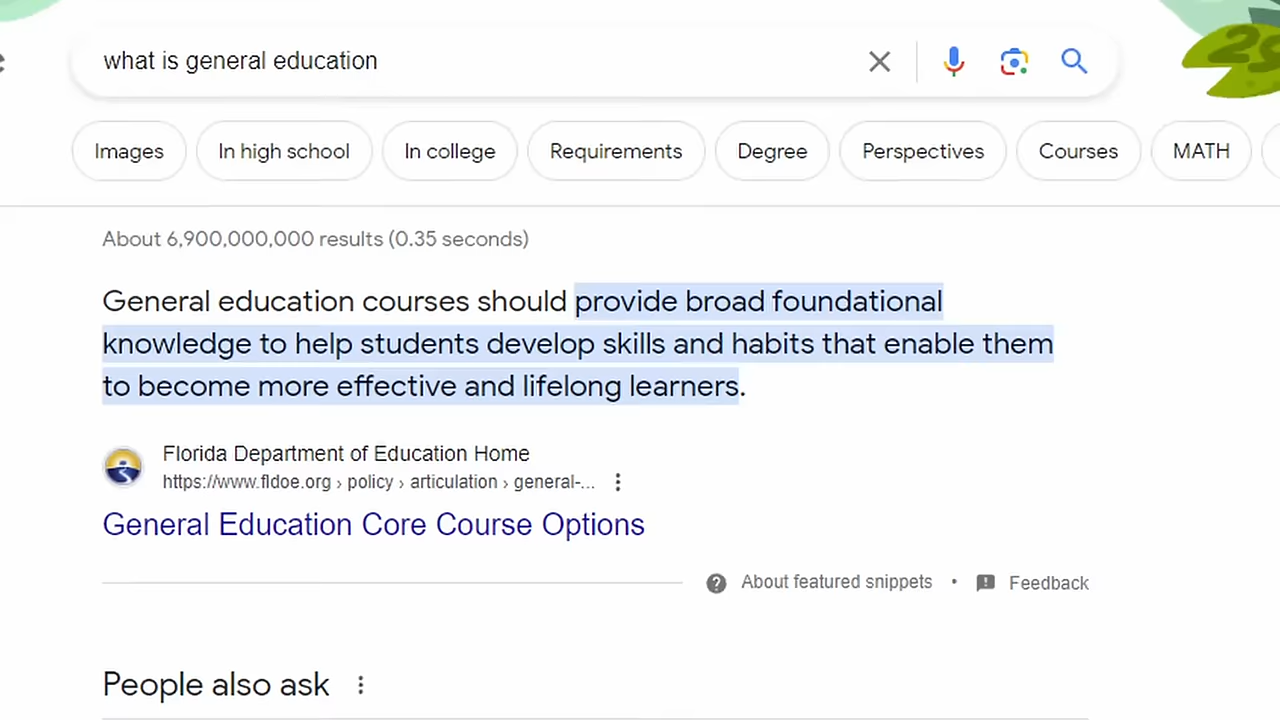 what is general education
29
Images
In high school
In college
Requirements
Degree
Perspectives
Courses
MATH
About 6,900,000,000 results (0.35 seconds)
General education courses should provide broad foundational
knowledge to help students develop skills and habits that enable them
to become more effective and lifelong learners.
Florida Department of Education Home
https://www.fldoe.org › policy › articulation › general-...
General Education Core Course Options
About featured snippets • Feedback
People also ask